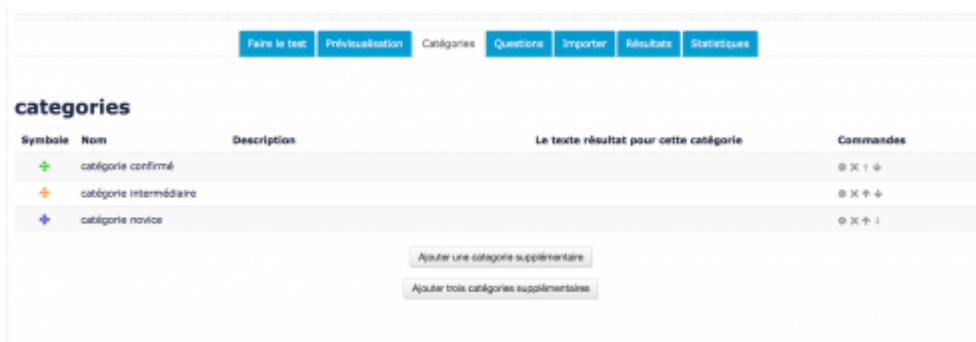 Faire le test Prévisualisation Catégories Questions Importer Résultats Statistiques
categories
Symbole Nom Description Le texte résultat pour cette catégorie Commandes
catégorie confirmé
catégorie intermédiaire
catégorie novice
Ajouter une categorie supplémentaire
Ajouter trois catégories supplémentaires